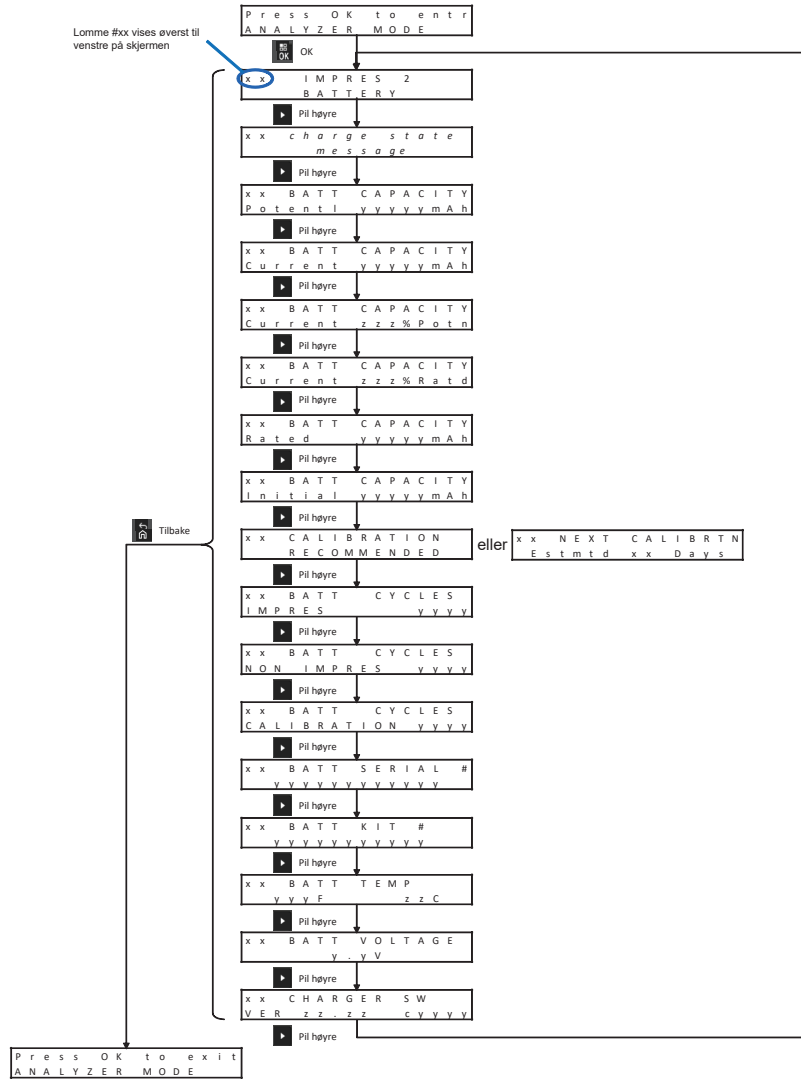 Press OK to entr
ANALYZER MODE
Lomme #xx vises øverst til
venstre på skjermen
OK OK
xx IMPRES 2
BATTERY
Pil høyre
xx charge state
message
Pil høyre
xx BATT CAPACITY
Potentl yyyyymAh
Pil høyre
xx BATT CAPACITY
Current yyyyymAh
Pil høyre
xx BATT CAPACITY
Current zzz%Potn
Pil høyre
xx BATT CAPACITY
Current zzz%Ratd
Pil høyre
xx BATT CAPACITY
Rated yyyyymAh
Pil høyre
xx BATT CAPACITY
Initial yyyyymAh
Pil høyre
Tilbake
xx CALIBRATION
RECOMMENDED
eller
xx NEXT CALIBRTN
Estmtd xx Days
Pil høyre
xx BATT CYCLES
IMPRES yyyy
Pil høyre
xx BATT CYCLES
NON IMPRES yyyy
Pil høyre
xx BATT CYCLES
CALIBRATION yyyy
Pil høyre
xx BATT SERIAL #
yyyyyyyyyyyy
Pil høyre
xx BATT KIT #
yyyyyyyyyyy
Pil høyre
xx BATT TEMP
yyyF zzC
Pil høyre
xx BATT VOLTAGE
y.yV
Pil høyre
xx CHARGER SW
VER zz.zz cyyyy
Pil høyre
Press OK to exit
ANALYZER MODE